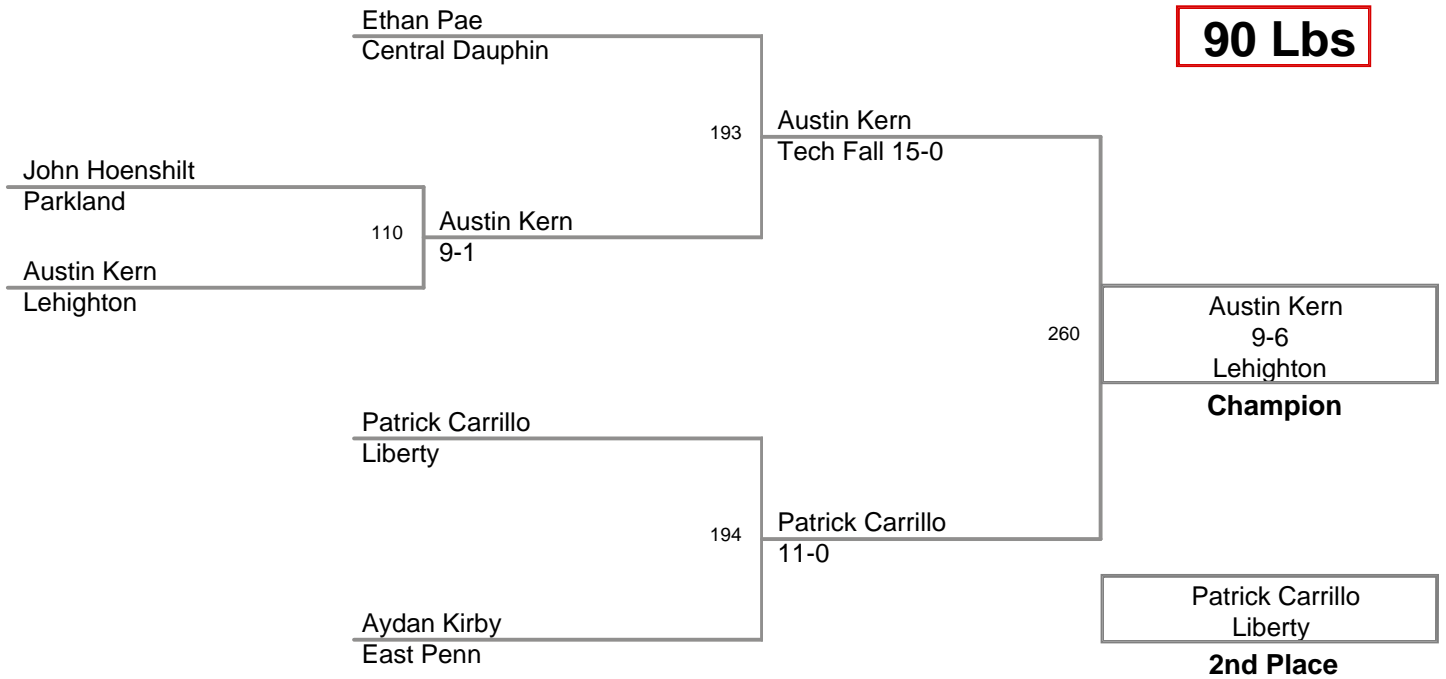 Ethan Pae
Central Dauphin
90 Lbs
193
Austin Kern
Tech Fall 15-0
John Hoenshilt
Parkland
110
Austin Kern
9-1
Austin Kern
Lehighton
260
Austin Kern
9-6
Lehighton
Champion
Patrick Carrillo
Liberty
194
Patrick Carrillo
11-0
Aydan Kirby
East Penn
Patrick Carrillo
Liberty
2nd Place